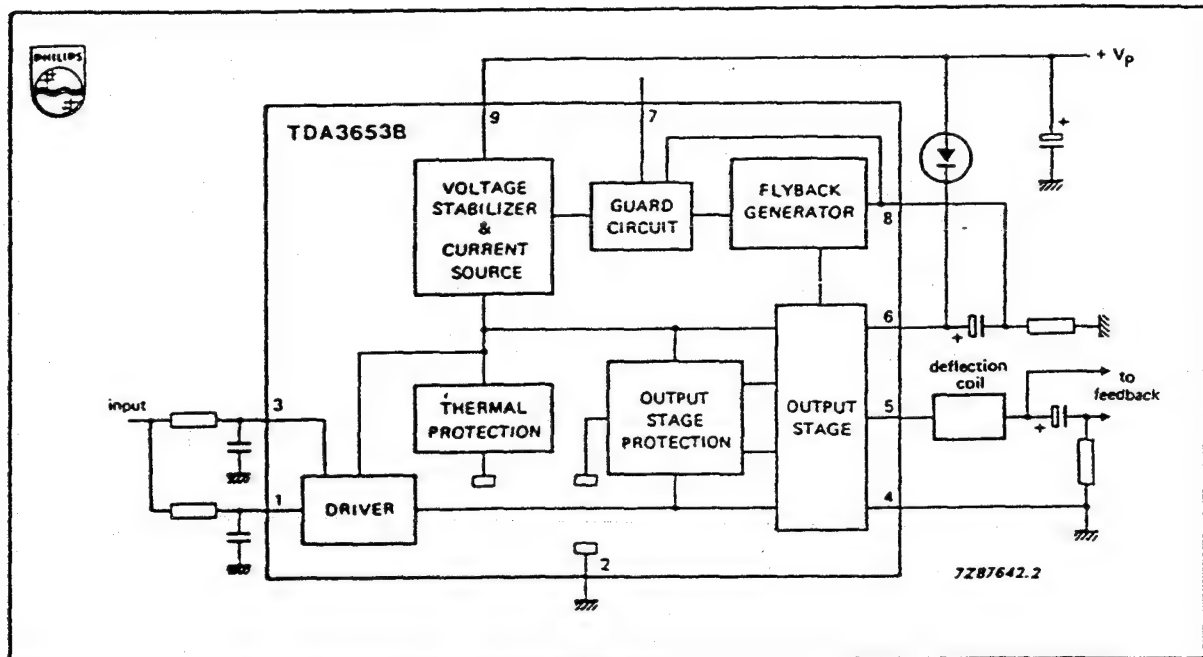 PHILIPS
+ Vp
9
7
TDA3653B
VOLTAGE
STABILIZER
&
CURRENT
SOURCE
GUARD
CIRCUIT
FLYBACK
GENERATOR
8
6
+
+
deflection
coil
to
feedback
input
3
THERMAL
PROTECTION
OUTPUT
STAGE
PROTECTION
OUTPUT
STAGE
5
+
1
DRIVER
4
2
7Z87642.2